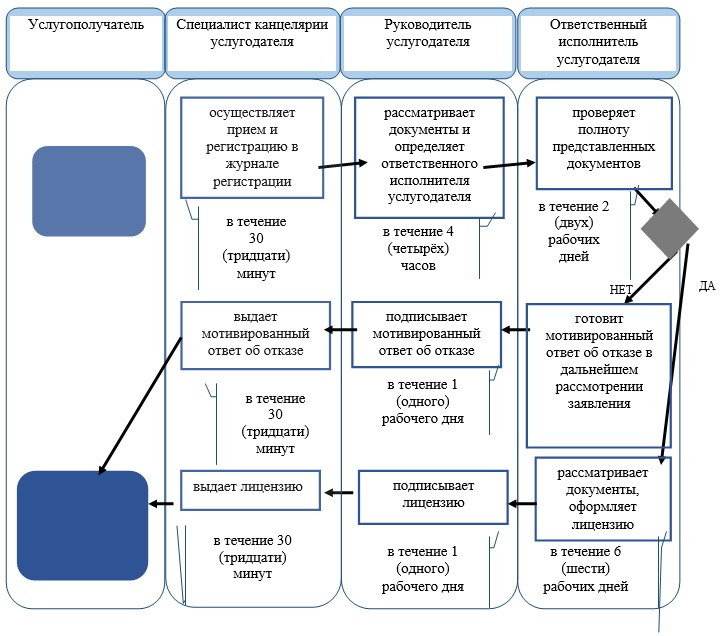 Услугополучатель
Специалист канцелярии
услугодателя
Руководитель
услугодателя
Ответственный
исполнитель
услугодателя
осуществляет
прием и
регистрацию в
журнале
регистрации
рассматривает
документы и
определяет
ответственного
исполнителя
услугодателя
проверяет
полноту
представленных
документов
в течение
30
(тридцати)
минут
в течение 4
(четырёх)
часов
в течение 2
(двух)
рабочих
дней
НЕТ
ДА
выдает
мотивированный
ответ об отказе
подписывает
мотивированный
ответ об отказе
готовит
мотивированный
ответ об отказе в
дальнейшем
рассмотрении
заявления
в течение
30
(тридцати)
минут
в течение 1
(одного)
рабочего дня
выдает лицензию
подписывает
лицензию
рассматривает
документы,
оформляет
лицензию
в течение 30
(тридцати)
минут
в течение 1
(одного)
рабочего дня
в течение 6
(шести)
рабочих дней